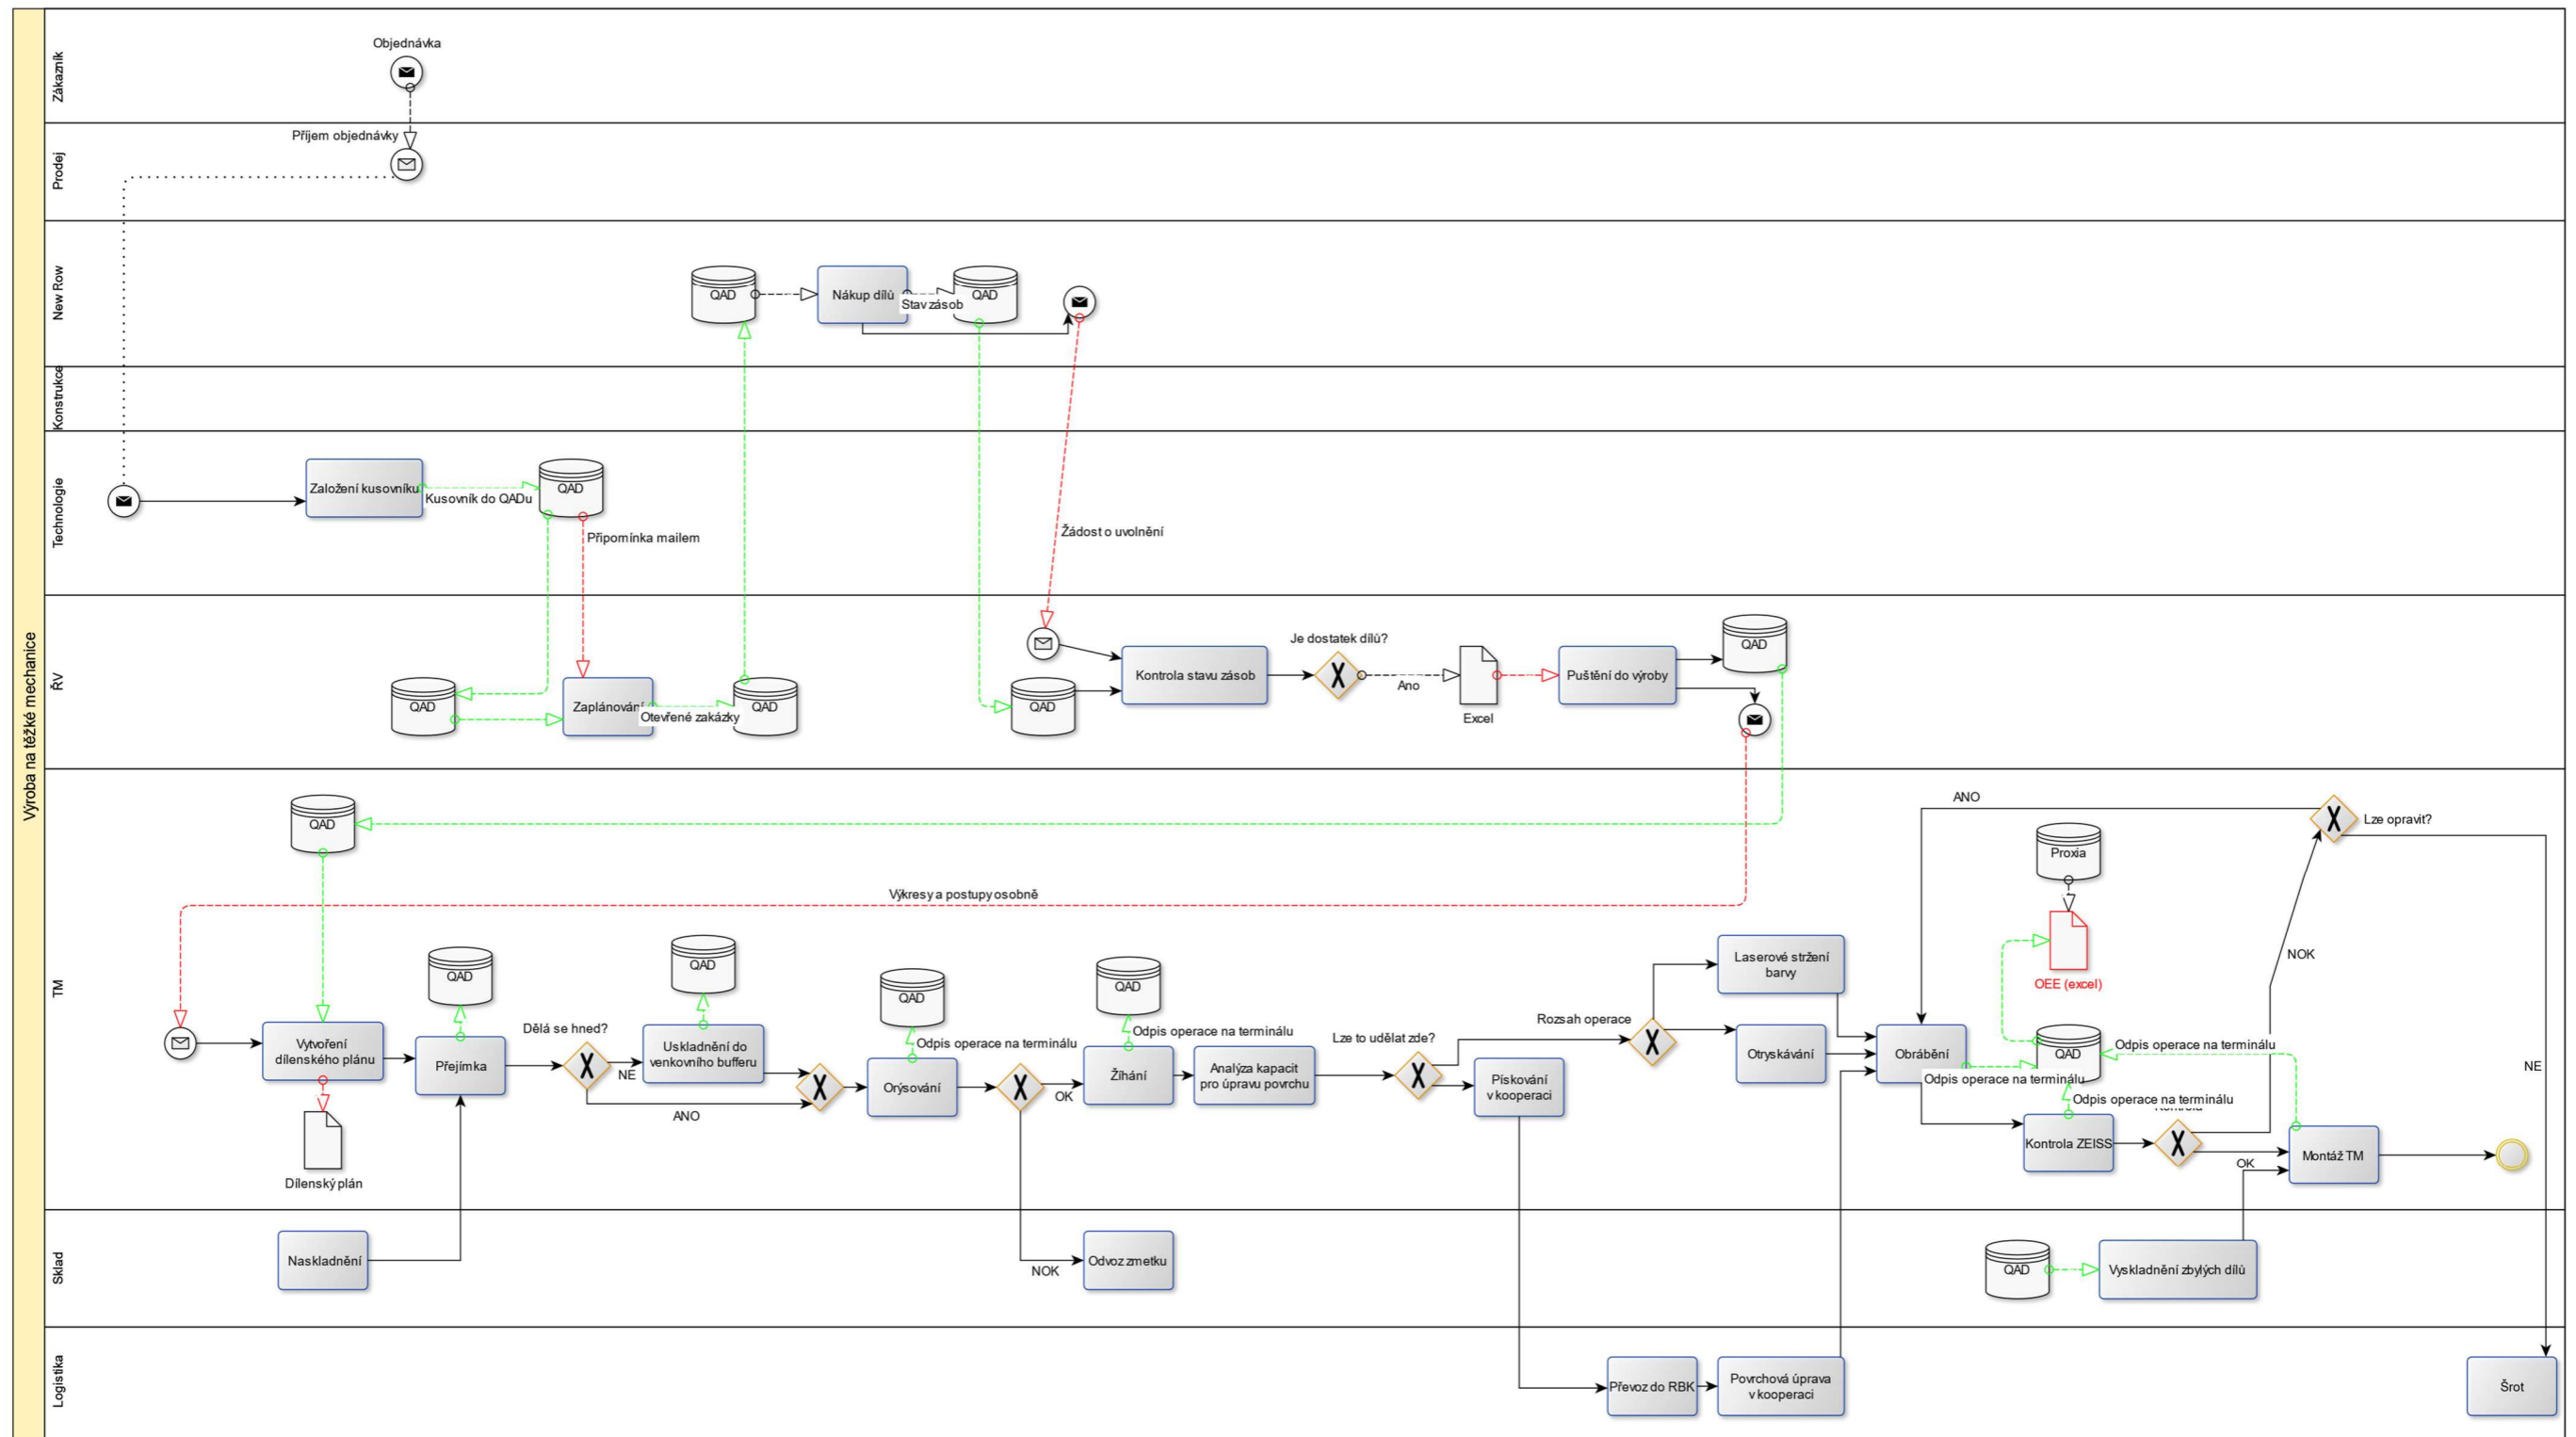 Výroba na těžké mechanice
Zákazník
Objednávka
Prodej
Příjem objednávky
New Row
QAD
Nákup dílů
Stav zásob
QAD
Konstrukce
Technologie
Založení kusovníku
Kusovník do QADu
QAD
Připomínka mailem
Žádost o uvolnění
ŘV
QAD
Zaplánování
Otevřené zakázky
QAD
QAD
Kontrola stavu zásob
Je dostatek dílů?
Ano
Excel
Puštění do výroby
QAD
TM
QAD
Výkresy a postupy osobně
Vytvoření
dílenského plánu
Dílenský plán
QAD
Přejímka
Dělá se hned?
NE
ANO
QAD
Uskladnění do
venkovního bufferu
QAD
Odpis operace na terminálu
Orýsování
OK
NOK
QAD
Odpis operace na terminálu
Žíhání
Analýza kapacit
pro úpravu povrchu
Lze to udělat zde?
Pískování
v kooperaci
Rozsah operace
Laserové stržení
barvy
Otryskávání
Obrábění
ANO
Lze opravit?
Proxia
OEE (excel)
NOK
QAD
Odpis operace na terminálu
Odpis operace na terminálu
Odpis operace na terminálu
Kontrola ZEISS
OK
Montáž TM
NE
Sklad
Naskladnění
Odvoz zmetku
QAD
Vyskladnění zbylých dílů
Logistika
Převoz do RBK
Povrchová úprava
v kooperaci
Šrot